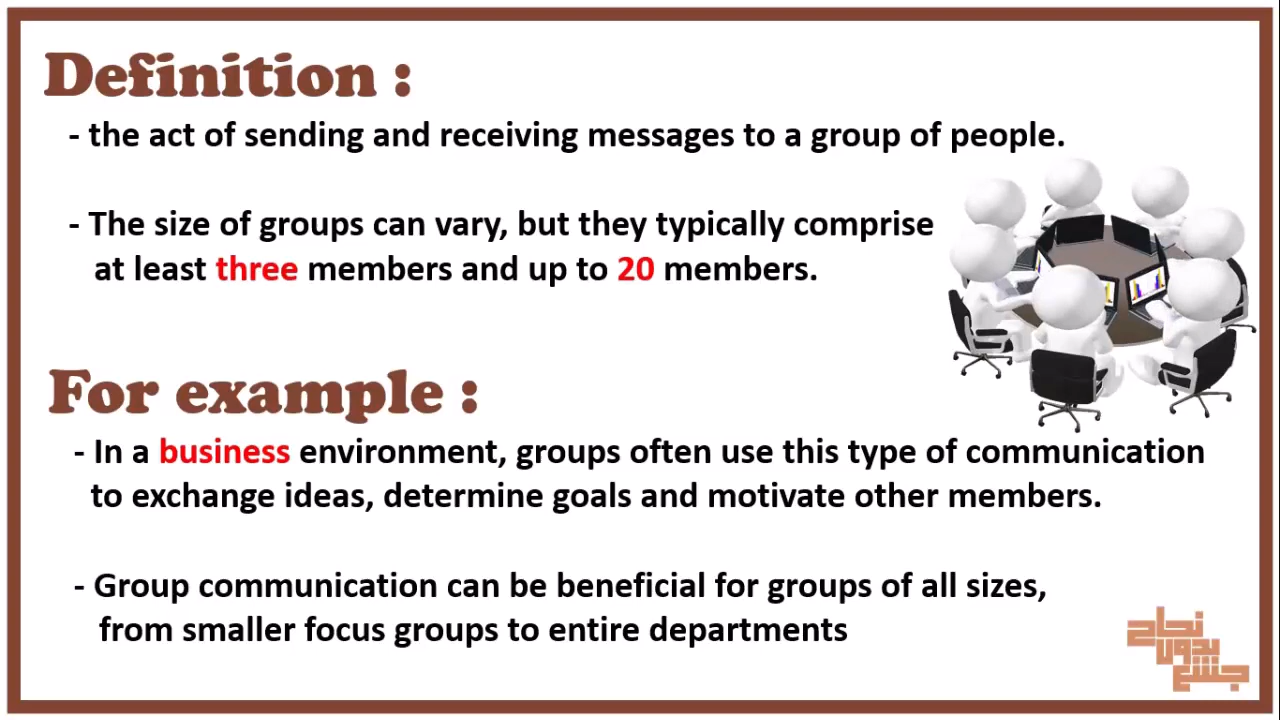 Definition :
- the act of sending and receiving messages to a group of people.
- The size of groups can vary, but they typically comprise
at least three members and up to 20 members.
For example :
- In a business environment, groups often use this type of communication
to exchange ideas, determine goals and motivate other members.
- Group communication can be beneficial for groups of all sizes,
from smaller focus groups to entire departments
نجاح
بدون
جشع